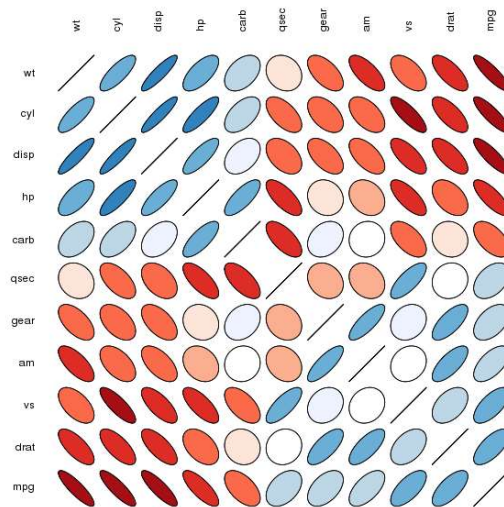 wt
cyl
disp
hp
carb
qsec
gear
am
vs
drat
mpg
wt
cyl
disp
hp
carb
qsec
gear
am
vs
drat
mpg